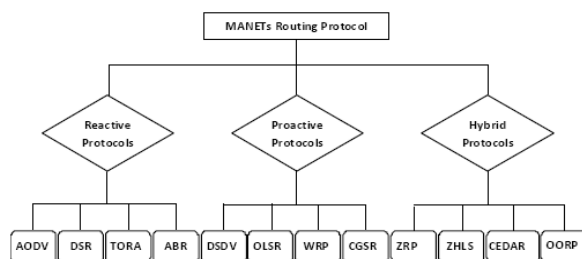 MANETs Routing Protocol
Reactive
Protocols
Proactive
Protocols
Hybrid
Protocols
AODV
DSR
TORA
ABR
DSDV
OLSR
WRP
CGSR
ZRP
ZHLS
CEDAR
OORP